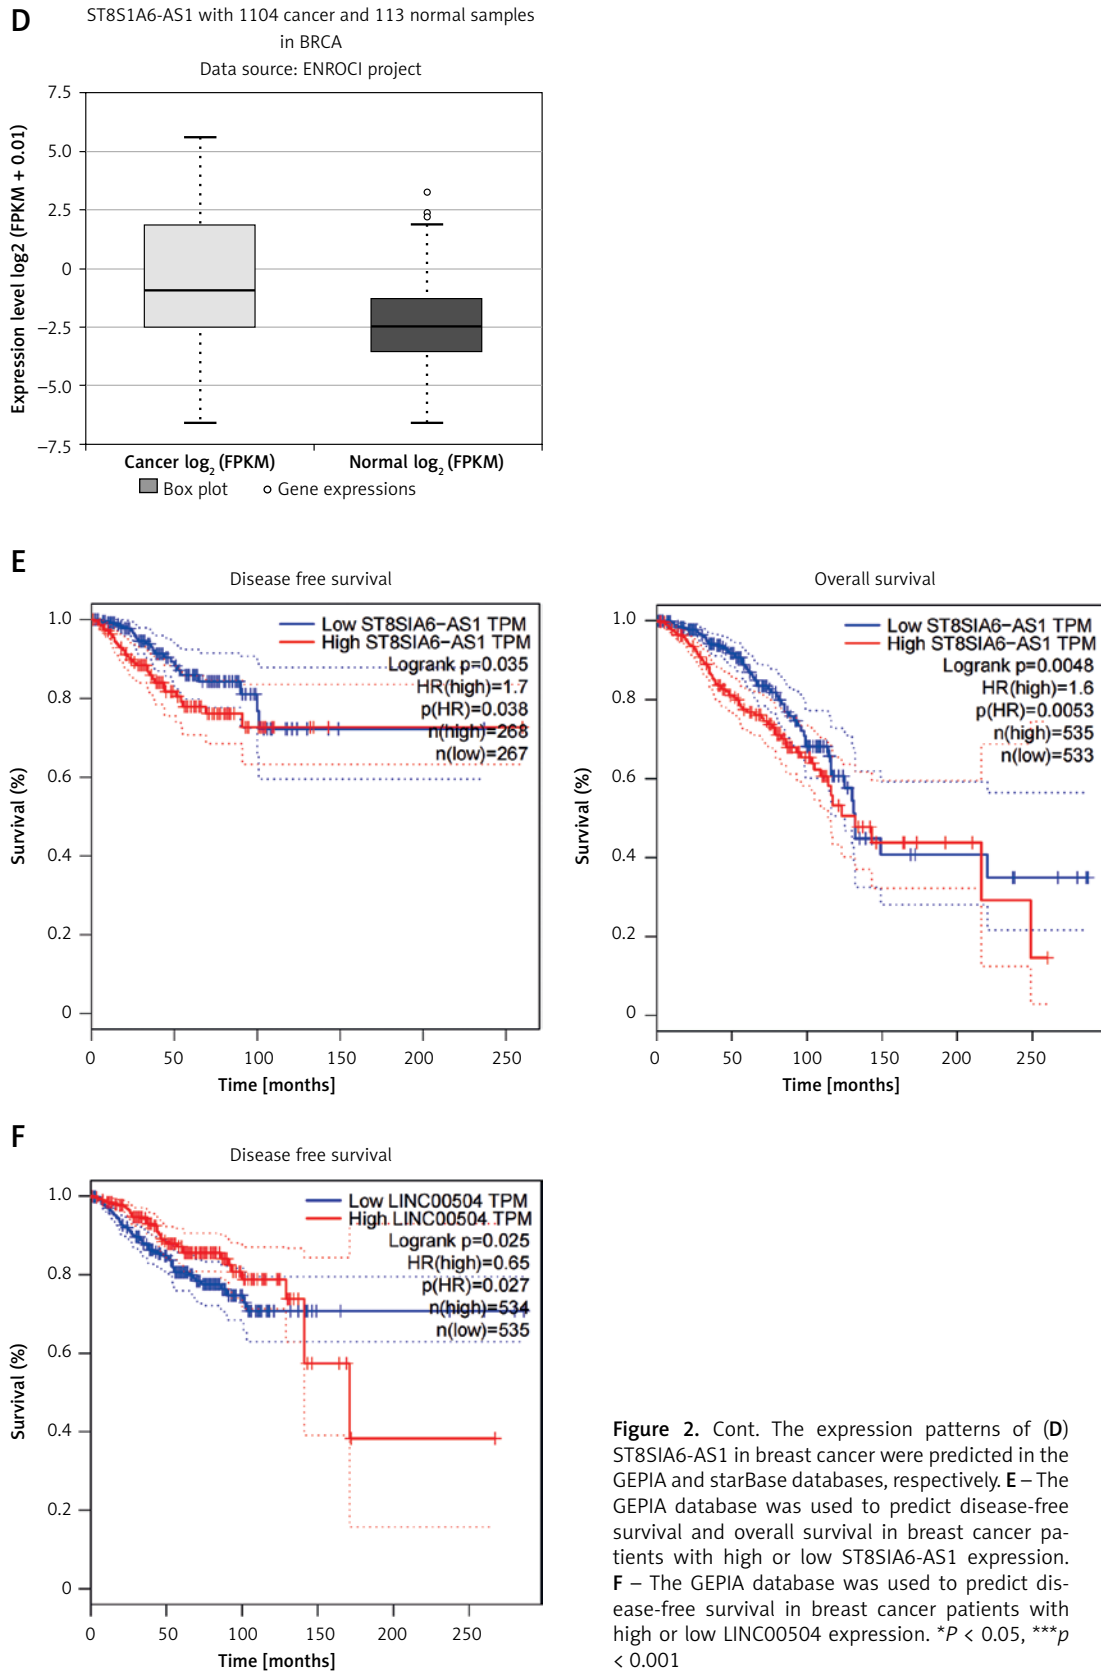 D
ST8S1A6-AS1 with 1104 cancer and 113 normal samples
in BRCA
Data source: ENROCI project
Expression level log2 (FPKM + 0.01)
7.5
5.0
2.5
0
–2.5
–5.0
–7.5
Cancer log2 (FPKM)
Normal log2 (FPKM)
Box plot
Gene expressions
E
Disease free survival
Survival (%)
1.0
0.8
0.6
0.4
0.2
0
Low ST8SIA6−AS1 TPM
High ST8SIA6−AS1 TPM
Logrank p=0.035
HR(high)=1.7
p(HR)=0.038
n(high)=268
n(low)=267
0 50 100 150 200 250
Time [months]
Overall survival
Survival (%)
1.0
0.8
0.6
0.4
0.2
0
Low ST8SIA6−AS1 TPM
High ST8SIA6−AS1 TPM
Logrank p=0.0048
HR(high)=1.6
p(HR)=0.0053
n(high)=535
n(low)=533
0 50 100 150 200 250
Time [months]
F
Disease free survival
Survival (%)
1.0
0.8
0.6
0.4
0.2
0
Low LINC00504 TPM
High LINC00504 TPM
Logrank p=0.025
HR(high)=0.65
p(HR)=0.027
n(high)=534
n(low)=535
0 50 100 150 200 250
Time [months]
Figure 2. Cont. The expression patterns of (D)
ST8SIA6-AS1 in breast cancer were predicted in the
GEPIA and starBase databases, respectively. E – The
GEPIA database was used to predict disease-free
survival and overall survival in breast cancer pa-
tients with high or low ST8SIA6-AS1 expression.
F – The GEPIA database was used to predict dis-
ease-free survival in breast cancer patients with
high or low LINC00504 expression. *P < 0.05, ***p
< 0.001